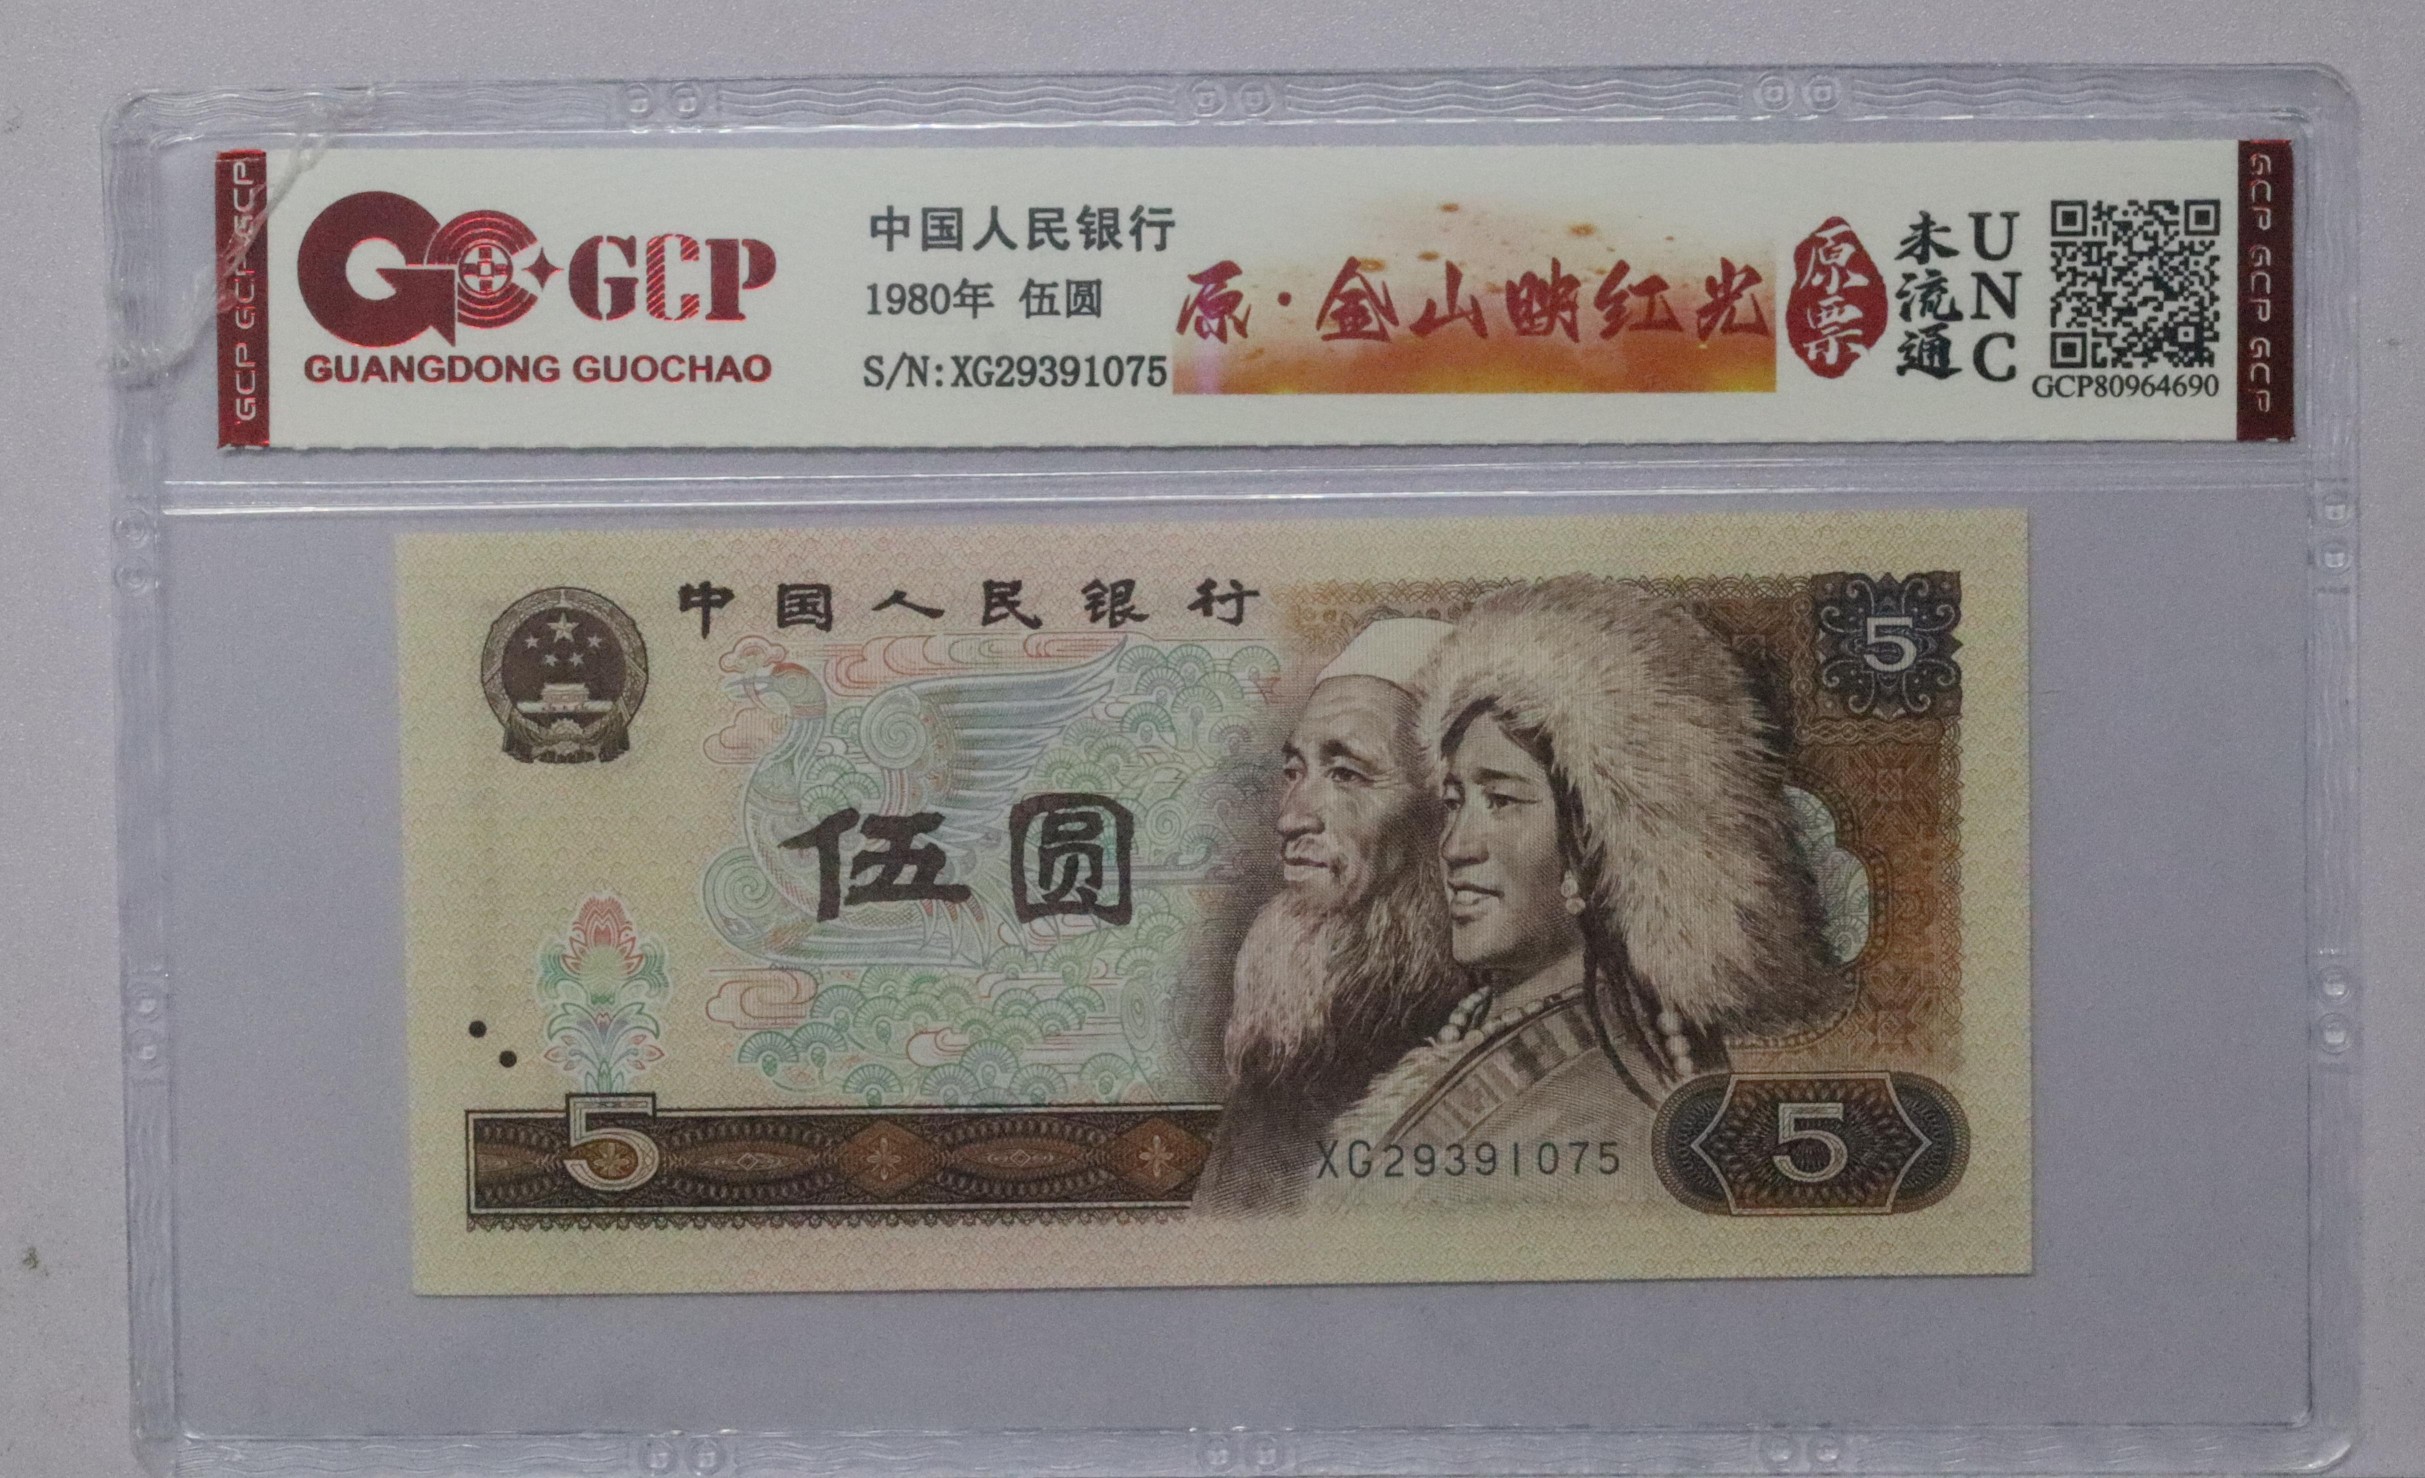 GCP GCP GCP
GCP
GUANGDONG GUOCHAO
中国人民银行
1980年 伍圆
S/N:XG29391075
原·金山映红光
原票
未流通
UNC
GCP80964690
GCP GCP GCP
中国人民银行
5
伍圆
5
XG29391075
5